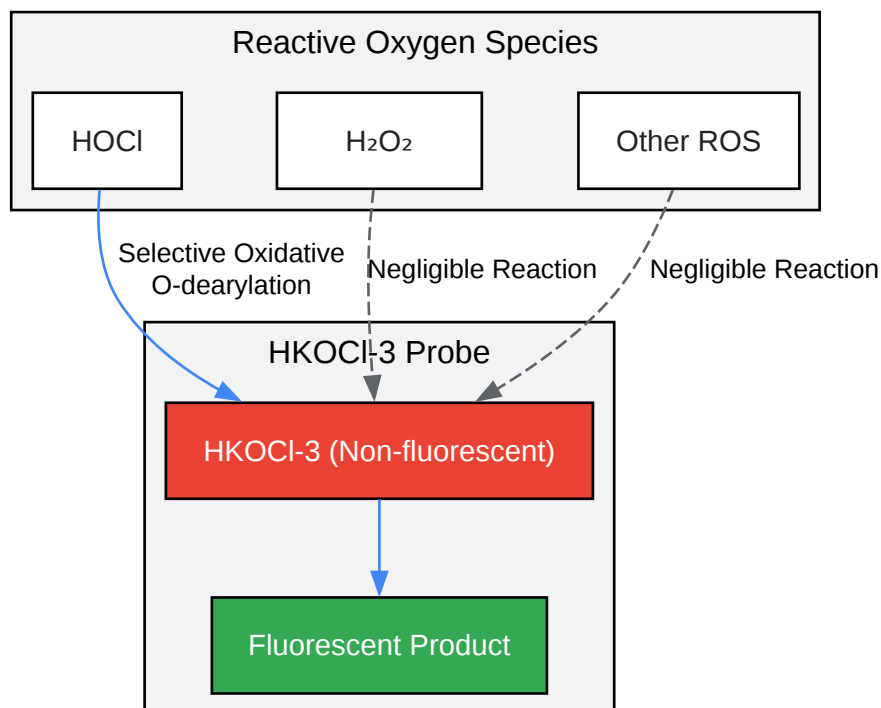 Reactive Oxygen Species
HOCl
H₂O₂
Other ROS
Selective Oxidative
O-dearylation
Negligible Reaction
Negligible Reaction
HKOCl-3 Probe
HKOCl-3 (Non-fluorescent)
Fluorescent Product